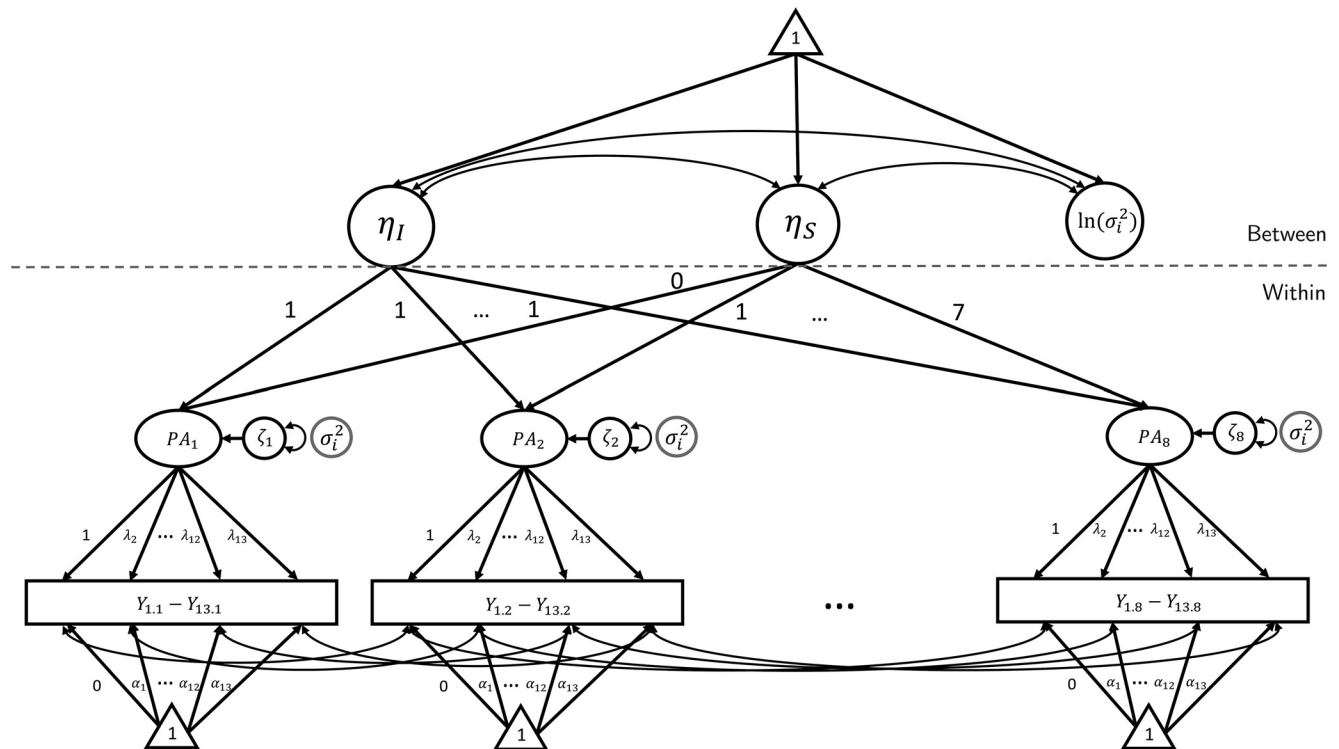 1
η_I η_S ln(σ_i^2)
Between
Within
0
1 1 ... 1 1 ... 7
PA_1 ζ_1 σ_i^2 PA_2 ζ_2 σ_i^2 PA_8 ζ_8 σ_i^2
1 λ_2 ... λ_12 λ_13 1 λ_2 ... λ_12 λ_13 1 λ_2 ... λ_12 λ_13
Y_1.1 − Y_13.1 Y_1.2 − Y_13.2 ... Y_1.8 − Y_13.8
0 α_1 ... α_12 α_13 0 α_1 ... α_12 α_13 0 α_1 ... α_12 α_13
1 1 1